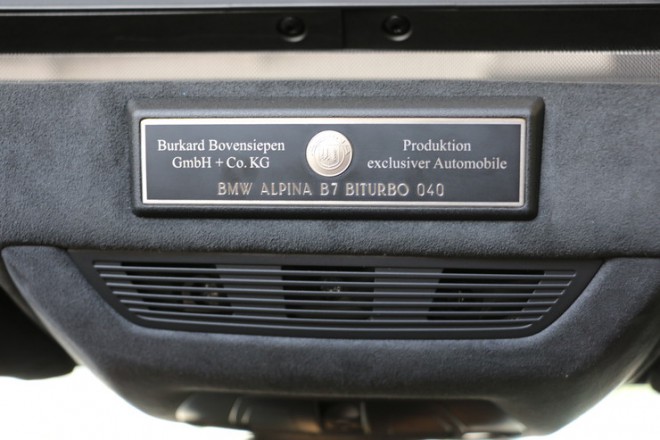 Burkard Bovensiepen
GmbH + Co. KG
Produktion
exclusiver Automobile
BMW ALPINA B7 BITURBO 040